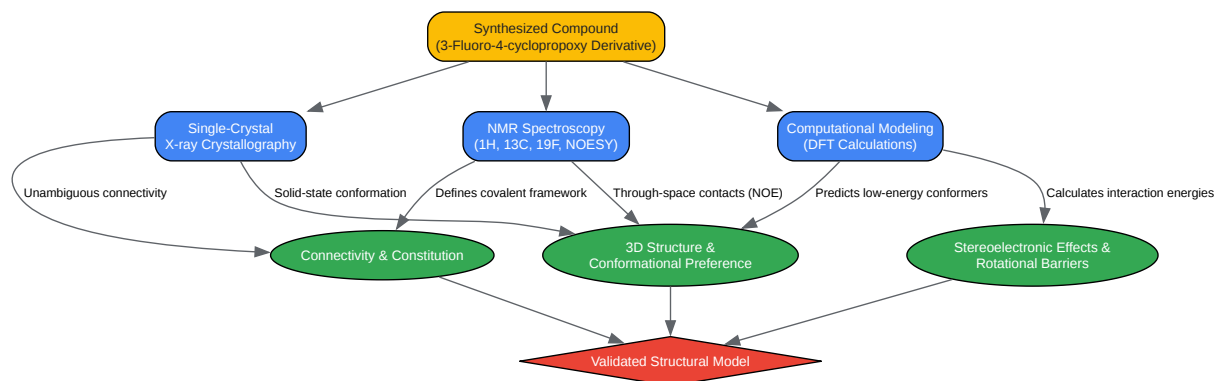 Synthesized Compound
(3-Fluoro-4-cyclopropoxy Derivative)
Single-Crystal
X-ray Crystallography
NMR Spectroscopy
(1H, 13C, 19F, NOESY)
Computational Modeling
(DFT Calculations)
Unambiguous connectivity
Solid-state conformation
Defines covalent framework
Through-space contacts (NOE)
Predicts low-energy conformers
Calculates interaction energies
Connectivity & Constitution
3D Structure &
Conformational Preference
Stereoelectronic Effects &
Rotational Barriers
Validated Structural Model